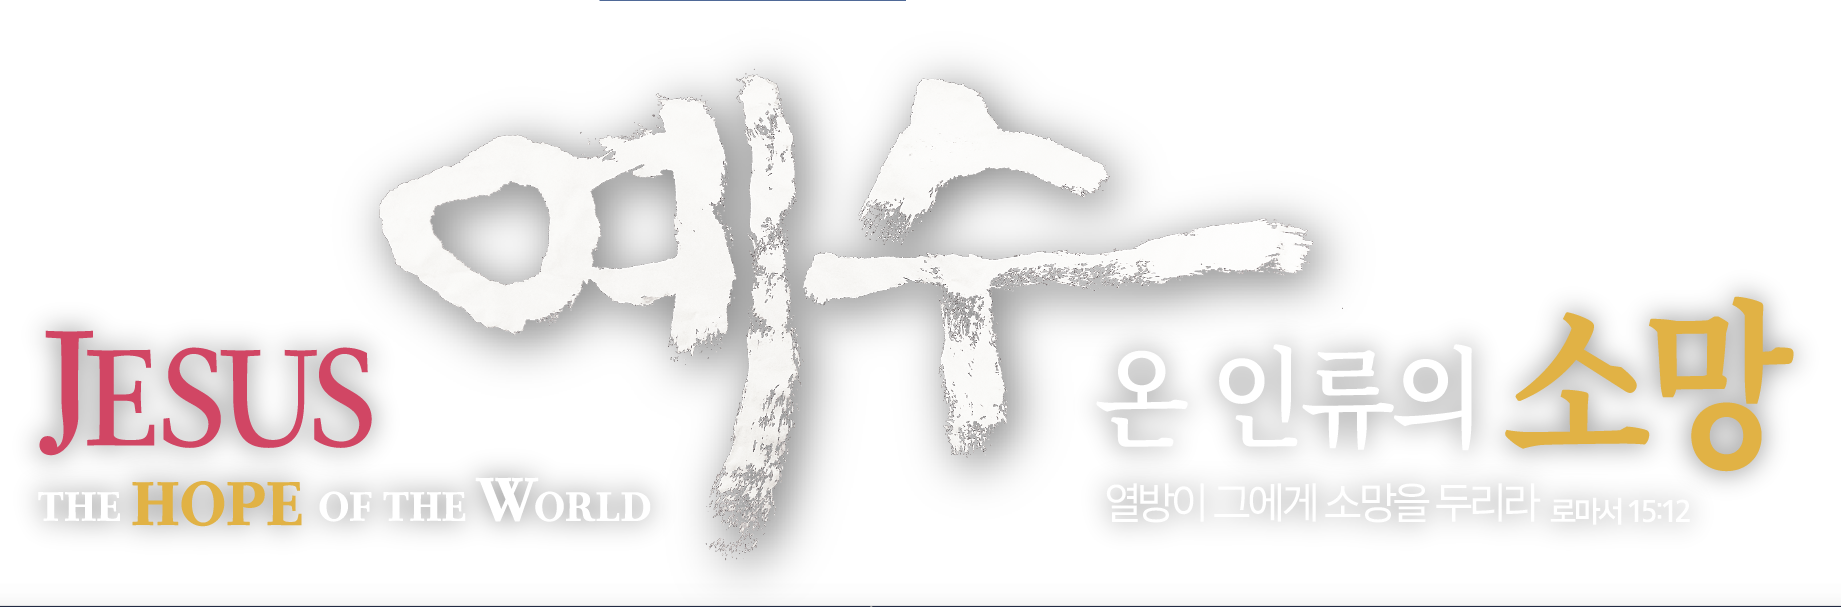 예수
JESUS
THE HOPE OF THE WORLD
온 인류의 소망
열방이 그에게 소망을 두리라 로마서 15:12